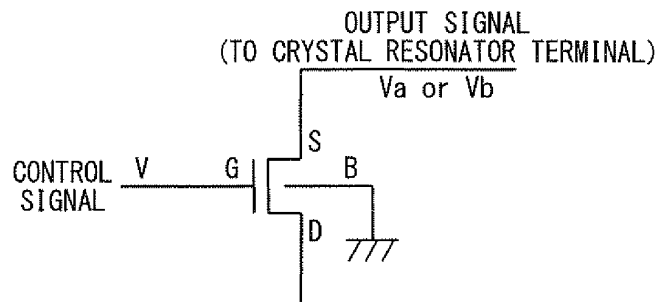 OUTPUT SIGNAL
(TO CRYSTAL RESONATOR TERMINAL)
Va or Vb
S
CONTROL
SIGNAL
V
G
B
D